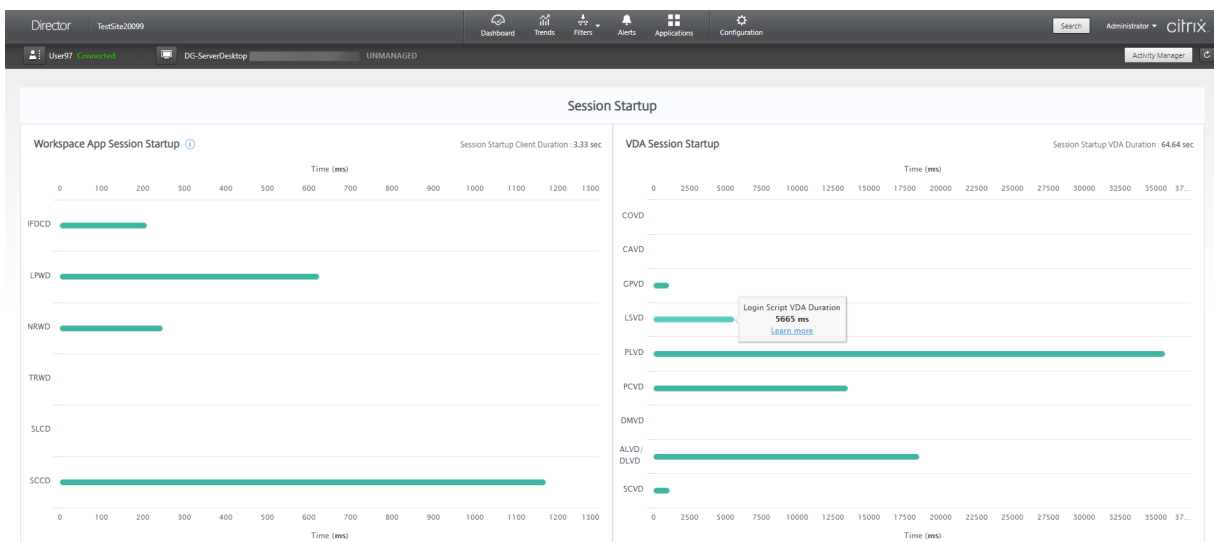 Director TestSite20099 Dashboard Trends Filters Alerts Applications Configuration Search Administrator citrix
User97 Connected DG-ServerDesktop UNMANAGED Activity Manager
Session Startup
Workspace App Session Startup Session Startup Client Duration : 3.33 sec
Time (ms)
0 100 200 300 400 500 600 700 800 900 1000 1100 1200 1300
IFDCD
LPWD
NRWD
TRWD
SLCD
SCCD
0 100 200 300 400 500 600 700 800 900 1000 1100 1200 1300
Time (ms)
VDA Session Startup Session Startup VDA Duration : 64.64 sec
Time (ms)
0 2500 5000 7500 10000 12500 15000 17500 20000 22500 25000 27500 30000 32500 35000 37...
COVD
CAVD
GPVD
LSVD
Login Script VDA Duration
5665 ms
Learn more
PLVD
PCVD
DMVD
ALVD/
DLVD
SCVD
0 2500 5000 7500 10000 12500 15000 17500 20000 22500 25000 27500 30000 32500 35000 37...
Time (ms)